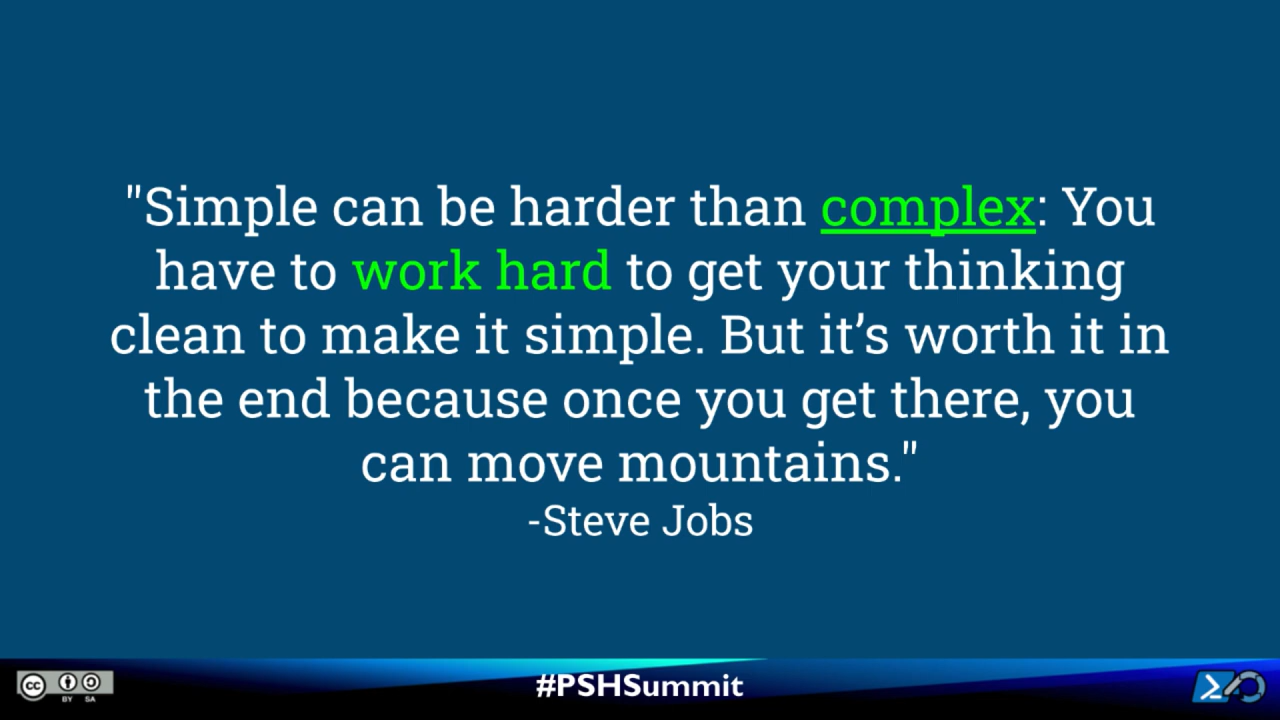 "Simple can be harder than complex: You
have to work hard to get your thinking
clean to make it simple. But it’s worth it in
the end because once you get there, you
can move mountains."
-Steve Jobs
cc
BY SA
#PSHSummit